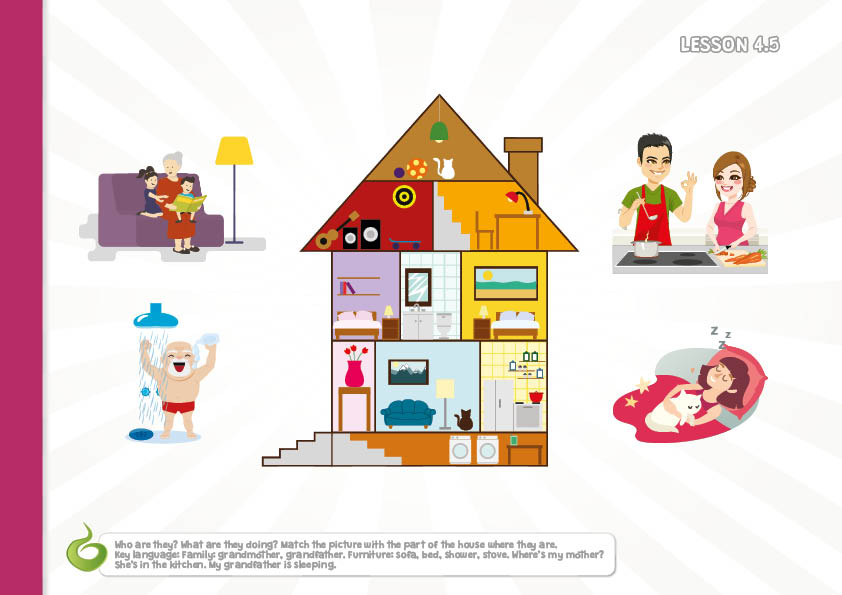 LESSON 4.5
z
z
z
Who are they? What are they doing? Match the picture with the part of the house where they are.
Key language: Family: grandmother, grandfather. Furniture: sofa, bed, shower, stove. Where's my mother?
She's in the kitchen. My grandfather is sleeping.